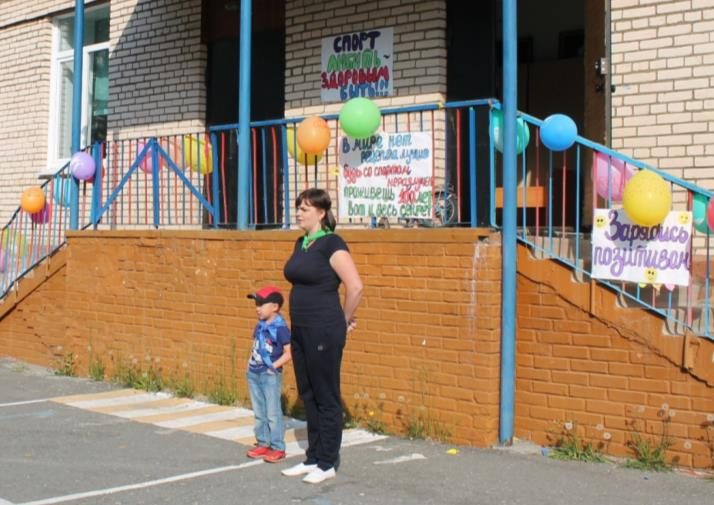 СПОРТ
ЛЮБИТЬ ~
ЗДОРОВЫМ
БЫТЬ!..
В мире нет
рецепта лучше
будь со спортом
неразлучен
проживешь 100 лет
вот и весь секрет
Зарядись
позитивом